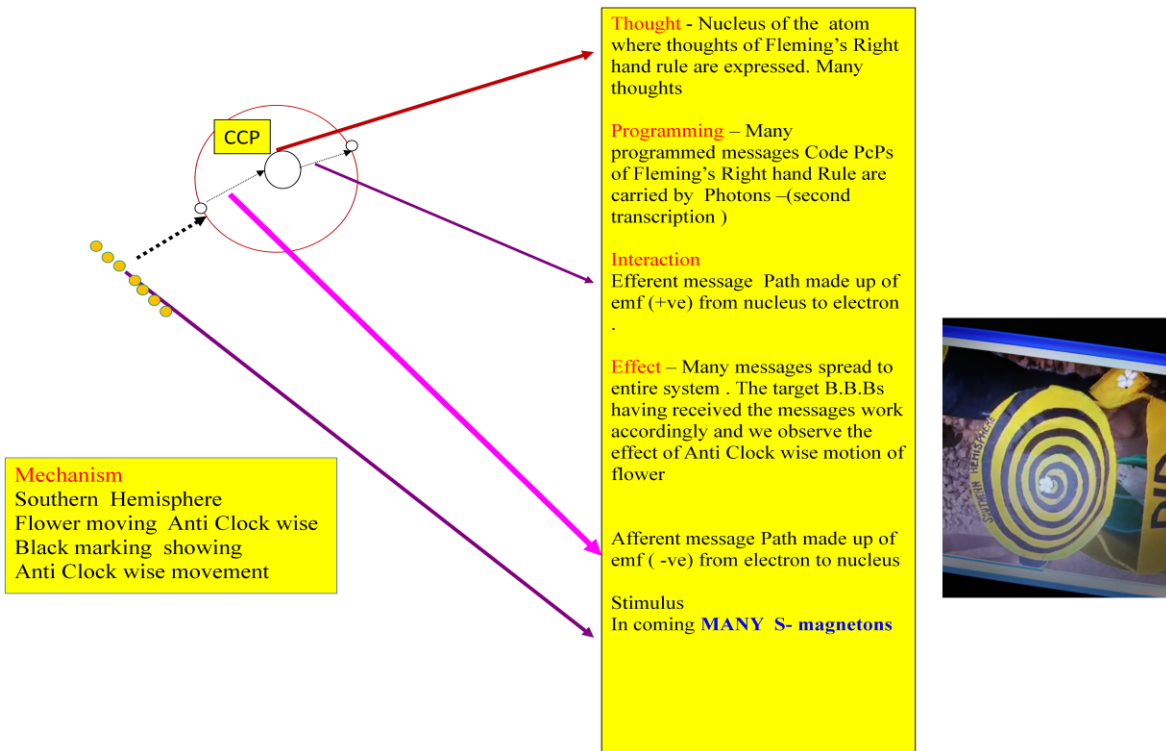 CCP
Thought - Nucleus of the atom
where thoughts of Fleming's Right
hand rule are expressed. Many
thoughts
Programming – Many
programmed messages Code PcPs
of Fleming's Right hand Rule are
carried by Photons –(second
transcription )
Interaction
Efferent message Path made up of
emf (+ve) from nucleus to electron
.
Effect – Many messages spread to
entire system . The target B.B.Bs
having received the messages work
accordingly and we observe the
effect of Anti Clock wise motion of
flower
Afferent message Path made up of
emf ( -ve) from electron to nucleus
Stimulus
In coming MANY S- magnetons
Mechanism
Southern Hemisphere
Flower moving Anti Clock wise
Black marking showing
Anti Clock wise movement
SOUTHERN HEMISPHERE